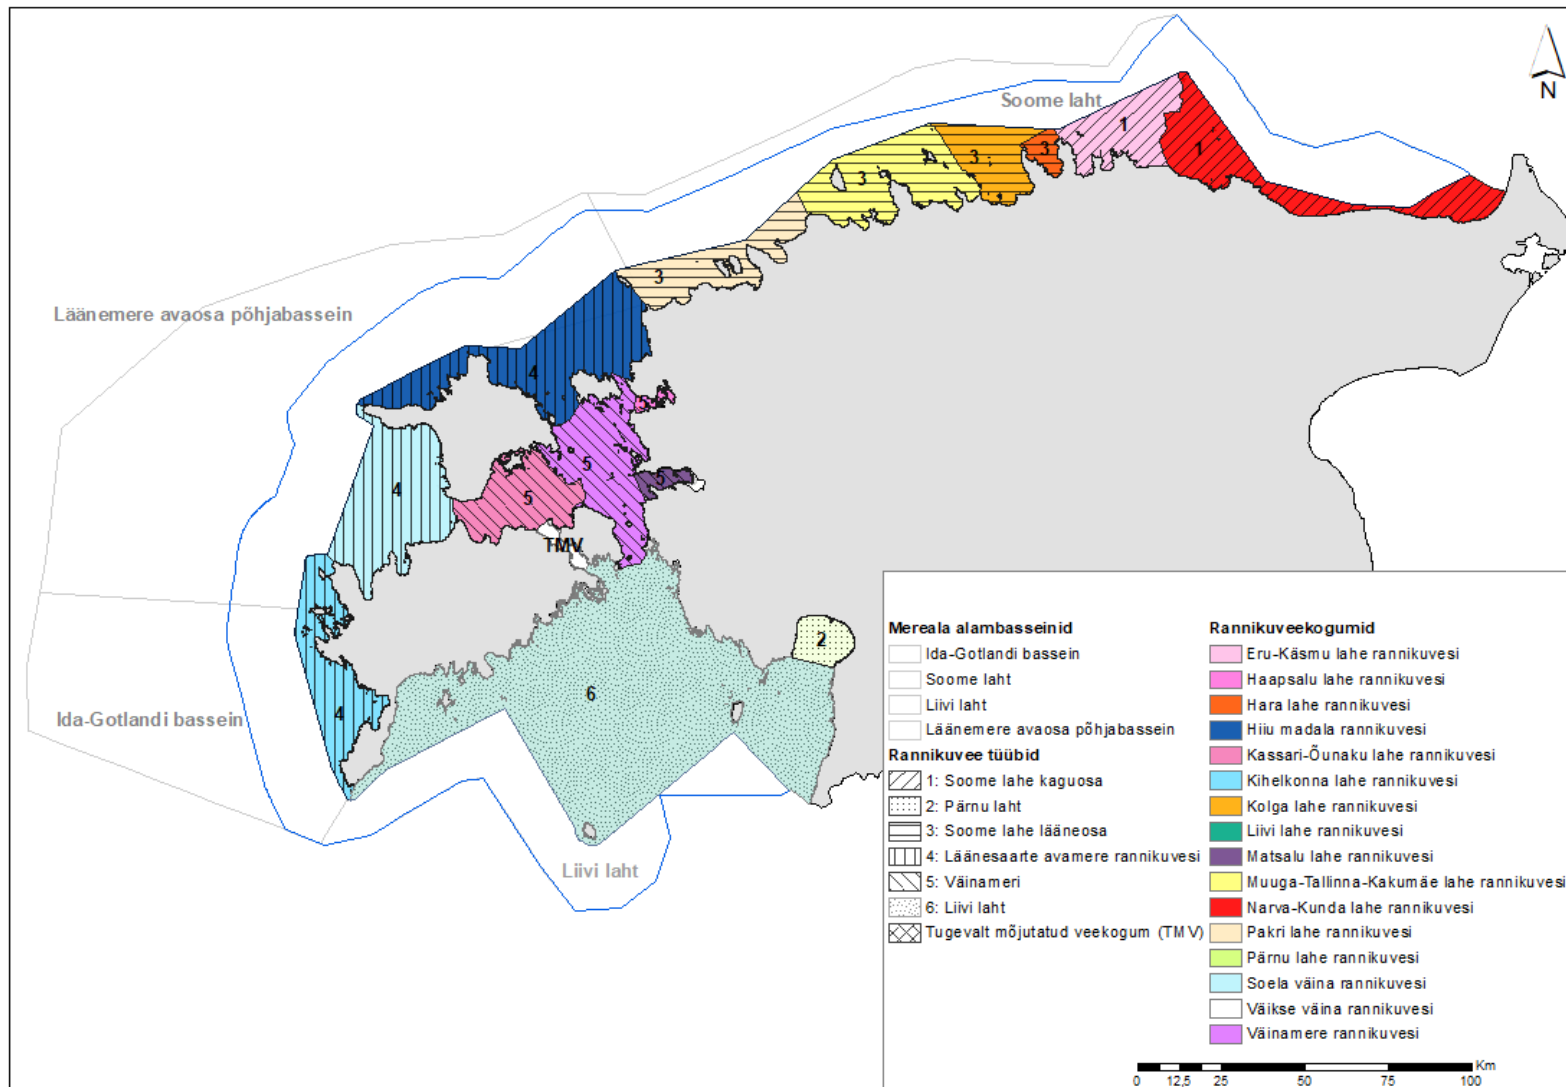 N
Soome laht
1
1
3
3
3
3
Läänemere avaosa põhjabassein
4
5
5
4
5
5
TMV
2
6
4
Ida-Gotlandi bassein
Liivi laht
Mereala alambasseinid
Ida-Gotlandi bassein
Soome laht
Liivi laht
Läänemere avaosa põhjabassein
Rannikuvee tüübid
1: Soome lahe kaguosa
2: Pärnu laht
3: Soome lahe lääneosa
4: Läänesaarte avamere rannikuvesi
5: Väinameri
6: Liivi laht
Tugevalt mõjutatud veekogum (TMV)
Rannikuveekogumid
Eru-Käsmu lahe rannikuvesi
Haapsalu lahe rannikuvesi
Hara lahe rannikuvesi
Hiiu madala rannikuvesi
Kassari-Õunaku lahe rannikuvesi
Kihelkonna lahe rannikuvesi
Kolga lahe rannikuvesi
Liivi lahe rannikuvesi
Matsalu lahe rannikuvesi
Muuga-Tallinna-Kakumäe lahe rannikuvesi
Narva-Kunda lahe rannikuvesi
Pakri lahe rannikuvesi
Pärnu lahe rannikuvesi
Soela väina rannikuvesi
Väikse väina rannikuvesi
Väinamere rannikuvesi
Km
0 12,5 25 50 75 100